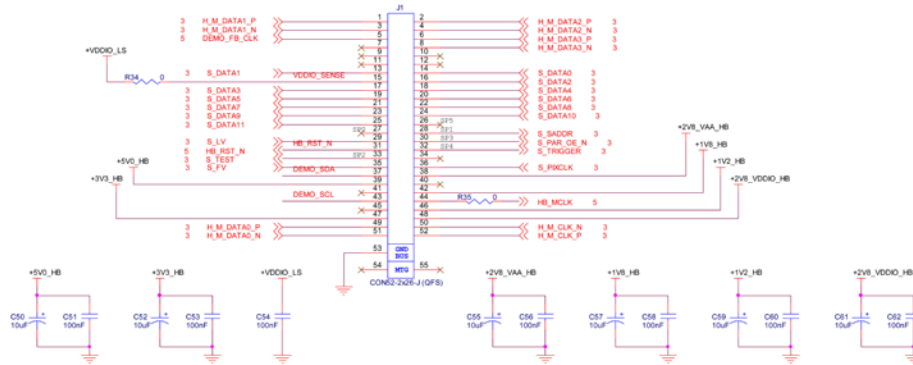 J1
3 H_M_DATA1_P 1 2 H_M_DATA2_P 3
3 H_M_DATA1_N 3 4 H_M_DATA2_N 3
5 DEMO_FB_CLK 5 6 H_M_DATA3_P 3
7 8 H_M_DATA3_N 3
+VDDIO_LS 9 10
11 12
3 S_DATA1 13 14 S_DATA0 3
R34 0 VDDIO_SENSE 15 16 S_DATA2 3
3 S_DATA3 17 18 S_DATA4 3
3 S_DATA5 19 20 S_DATA6 3
3 S_DATA7 21 22 S_DATA8 3
3 S_DATA9 23 24 S_DATA10 3
3 S_DATA11 25 26 SP5
27 28 SP1 S_SADDR 3
3 S_LV 29 30 SP3 S_PAR_OE_N 3
5 HB_RST_N HB_RST_N 31 32 SP4 S_TRIGGER 3
3 S_TEST SP2 33 34
3 S_FV 35 36 S_PIXCLK 3
DEMO_SDA 37 38 +2V8_VAA_HB
+5V0_HB 39 40 +1V8_HB
41 42 +1V2_HB
DEMO_SCL 43 44 R35 0 HB_MCLK 5
+3V3_HB 45 46 +2V8_VDDIO_HB
47 48
3 H_M_DATA0_P 49 50 H_M_CLK_N 3
3 H_M_DATA0_N 51 52 H_M_CLK_P 3
53 GND
BUS
54 MTG 55
CON52-2x26-J (QFS)
+5V0_HB +3V3_HB +VDDIO_LS +2V8_VAA_HB +1V8_HB +1V2_HB +2V8_VDDIO_HB
C50 C51 C52 C53 C54 C55 C56 C57 C58 C59 C60 C61 C62
10uF 100nF 10uF 100nF 100nF 10uF 100nF 10uF 100nF 10uF 100nF 10uF 100nF